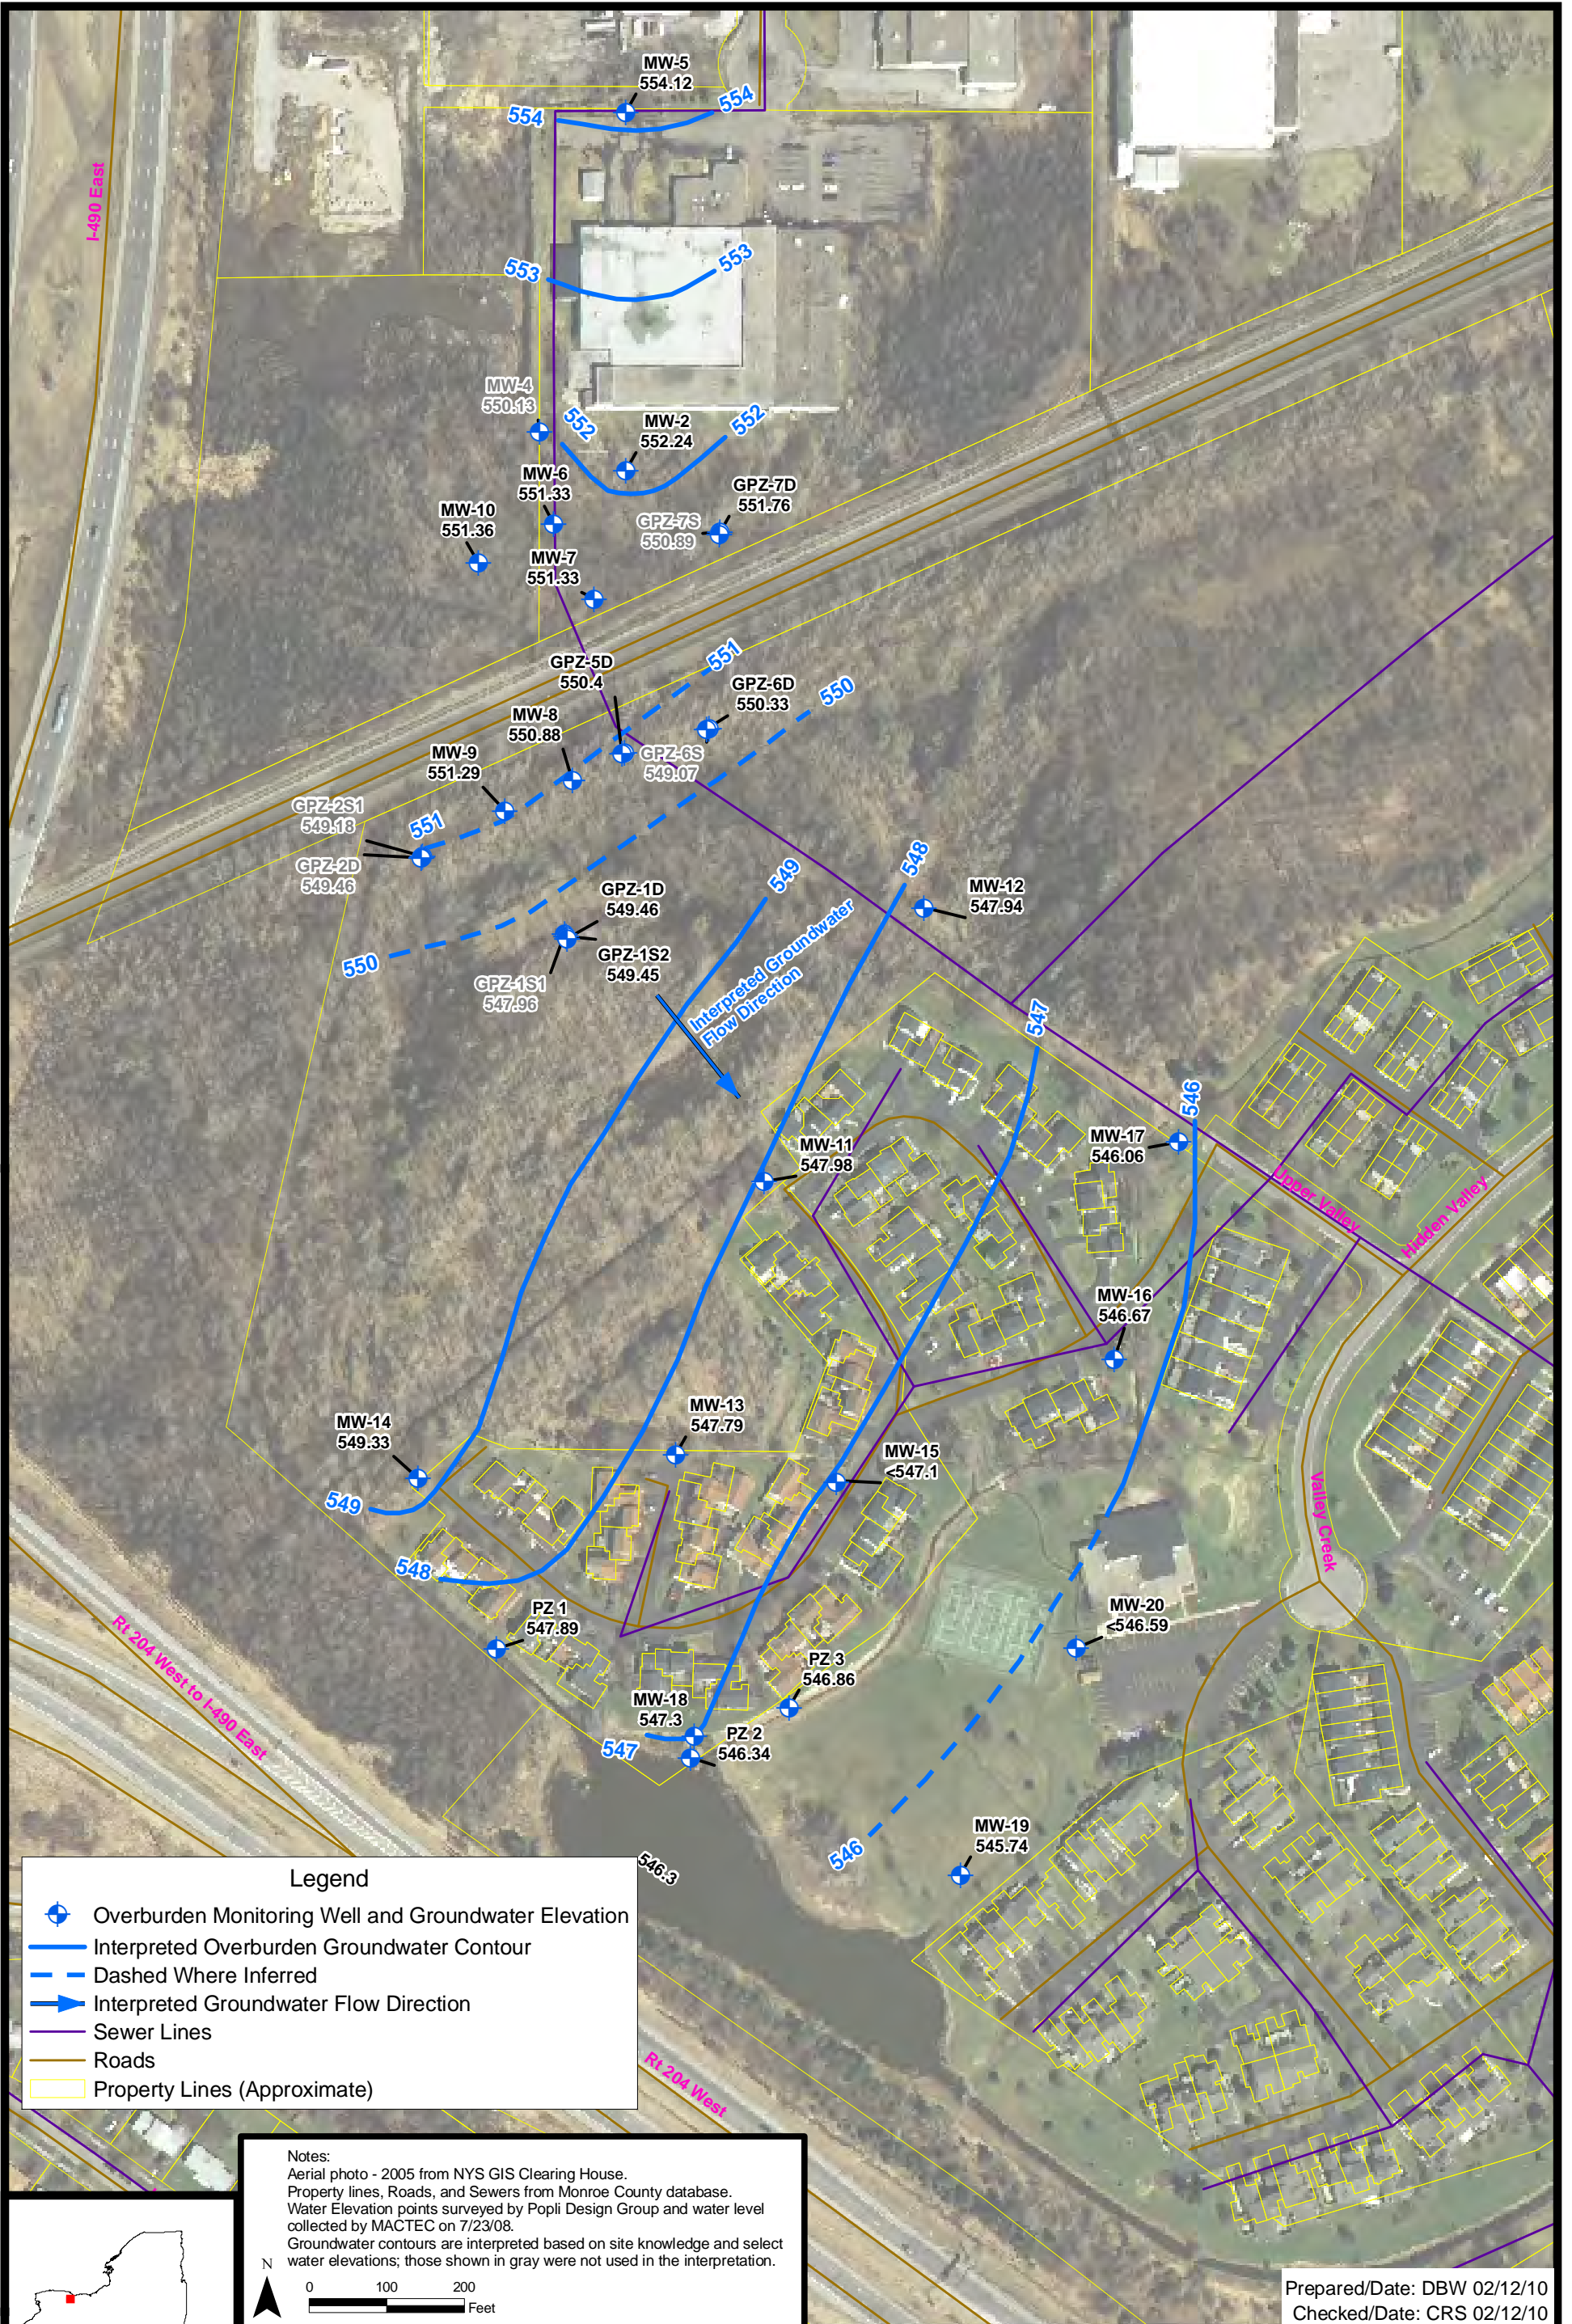 MW-5
554.12
554
554
I-490 East
553
553
MW-4
550.13
552
552
MW-2
552.24
MW-6
551.33
GPZ-7D
551.76
MW-10
551.36
GPZ-7S
550.89
MW-7
551.33
GPZ-5D
550.4
551
GPZ-6D
550.33
550
MW-8
550.88
MW-9
551.29
GPZ-6S
549.07
GPZ-2S1
549.18
551
GPZ-2D
549.46
GPZ-1D
549.46
549
548
MW-12
547.94
550
GPZ-1S2
549.45
GPZ-1S1
547.96
Interpreted Groundwater
Flow Direction
547
546
MW-17
546.06
MW-11
547.98
Upper Valley
Hidden Valley
MW-16
546.67
MW-14
549.33
MW-13
547.79
MW-15
<547.1
549
Valley Creek
548
PZ 1
547.89
MW-20
<546.59
Rt 204 West to I-490 East
PZ 3
546.86
MW-18
547.3
547
PZ 2
546.34
MW-19
545.74
546
546.3
Legend
Overburden Monitoring Well and Groundwater Elevation
Interpreted Overburden Groundwater Contour
Dashed Where Inferred
Interpreted Groundwater Flow Direction
Sewer Lines
Roads
Property Lines (Approximate)
Rt 204 West
Notes:
Aerial photo - 2005 from NYS GIS Clearing House.
Property lines, Roads, and Sewers from Monroe County database.
Water Elevation points surveyed by Popli Design Group and water level
collected by MACTEC on 7/23/08.
Groundwater contours are interpreted based on site knowledge and select
water elevations; those shown in gray were not used in the interpretation.
N
0 100 200
Feet
Prepared/Date: DBW 02/12/10
Checked/Date: CRS 02/12/10